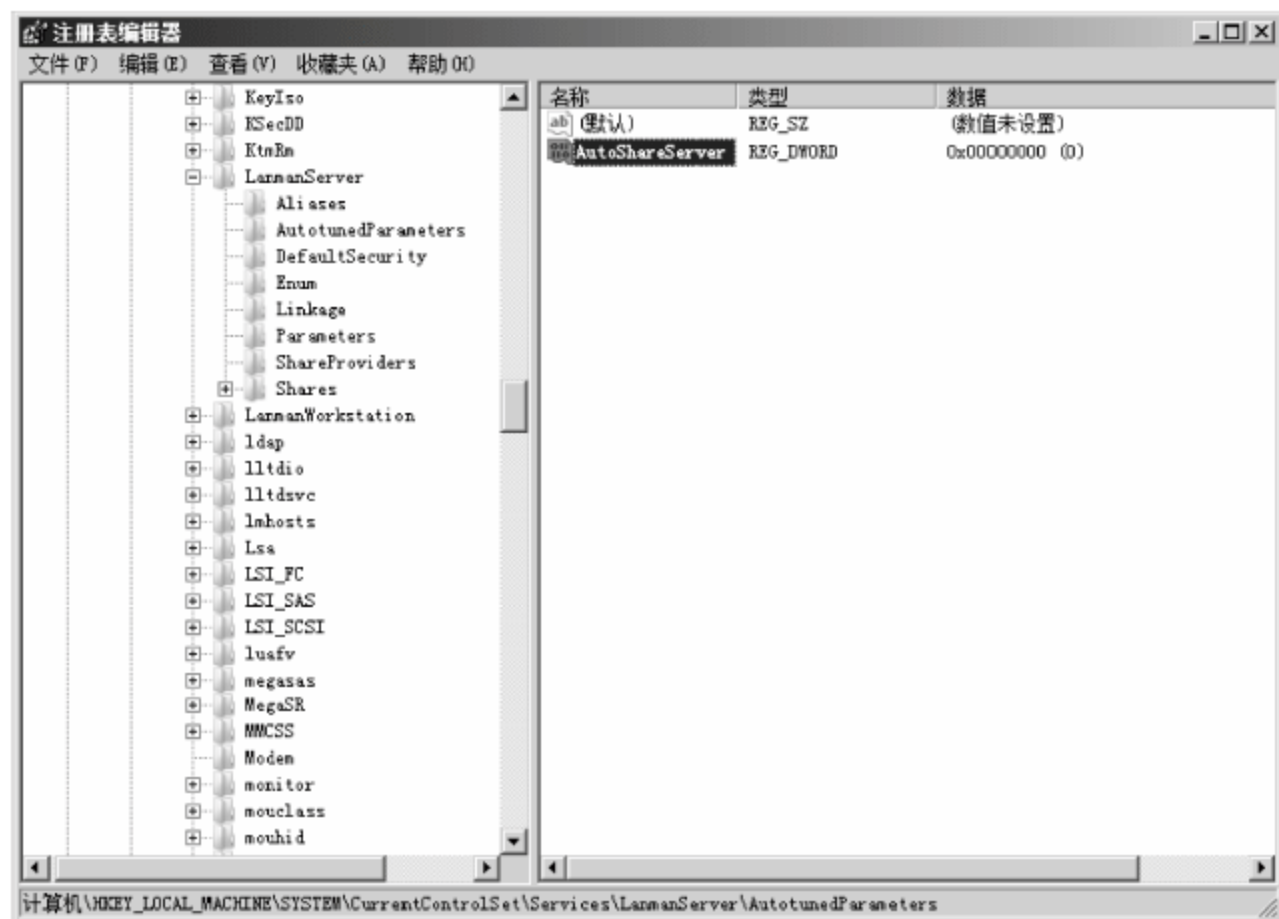 注册表编辑器
文件(F) 编辑(E) 查看(V) 收藏夹(A) 帮助(H)
KeyIso
KSecDD
KtmRm
LanmanServer
Aliases
AutotunedParameters
DefaultSecurity
Enum
Linkage
Parameters
ShareProviders
Shares
LanmanWorkstation
ldap
lltdio
lltdsvc
lmhosts
Lsa
LSI_FC
LSI_SAS
LSI_SCSI
luafv
megasas
MegaSR
MMCSS
Modem
monitor
mouclass
mouhid
名称 类型 数据
(默认) REG_SZ (数值未设置)
AutoShareServer REG_DWORD 0x00000000 (0)
计算机\HKEY_LOCAL_MACHINE\SYSTEM\CurrentControlSet\Services\LanmanServer\AutotunedParameters